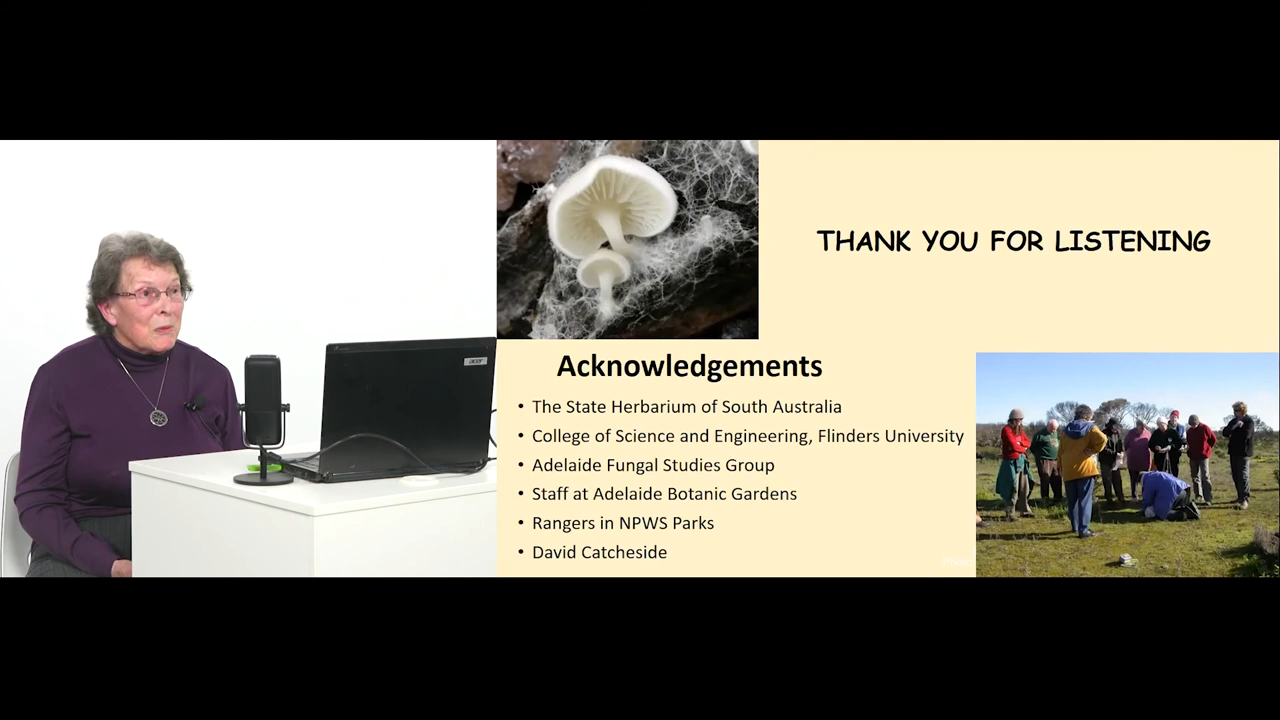 THANK YOU FOR LISTENING
acer
Acknowledgements
• The State Herbarium of South Australia
• College of Science and Engineering, Flinders University
• Adelaide Fungal Studies Group
• Staff at Adelaide Botanic Gardens
• Rangers in NPWS Parks
• David Catcheside